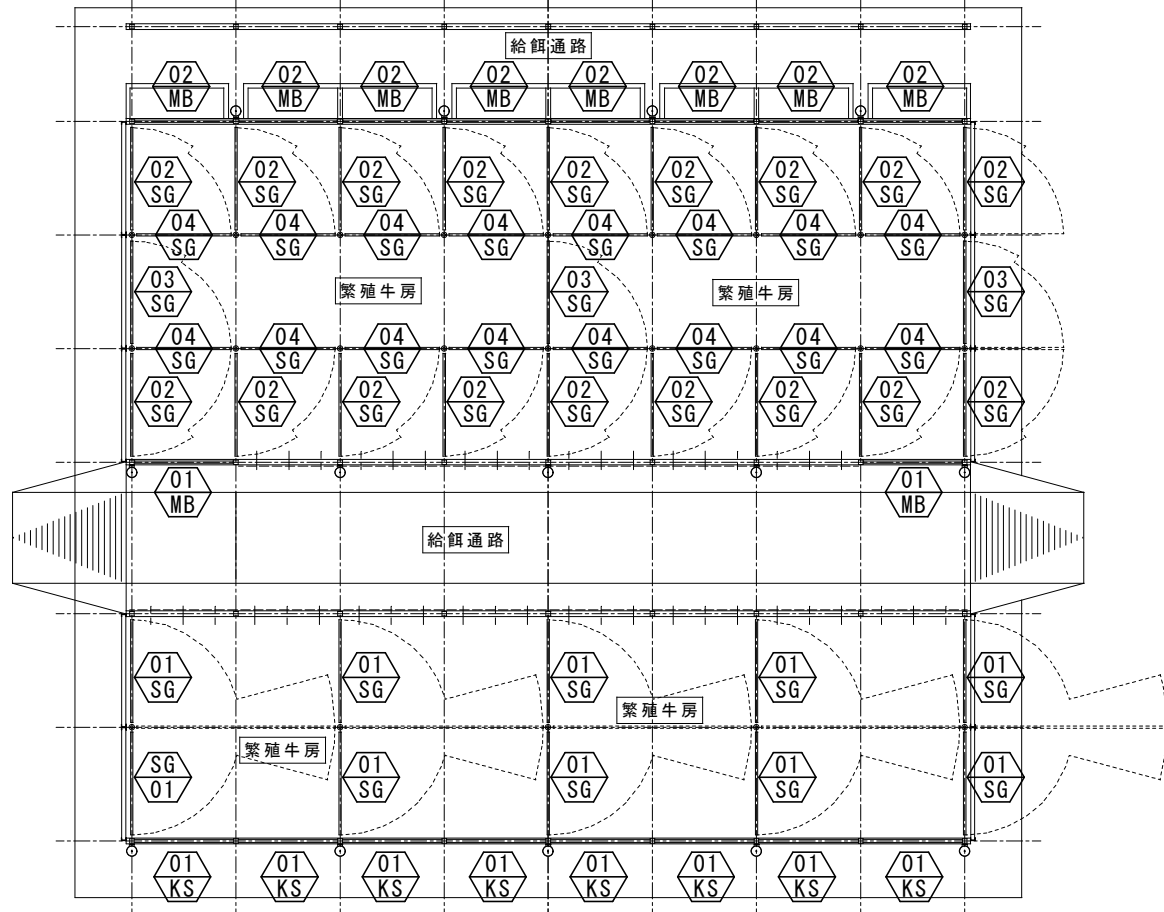 給餌通路
02 02 02 02 02 02 02 02
MB MB MB MB MB MB MB MB
02 02 02 02 02 02 02 02 02
SG SG SG SG SG SG SG SG SG
04 04 04 04 04 04 04 04
SG SG SG SG SG SG SG SG
03 03 03
SG SG SG
繁殖牛房 繁殖牛房
04 04 04 04 04 04 04 04
SG SG SG SG SG SG SG SG
02 02 02 02 02 02 02 02 02
SG SG SG SG SG SG SG SG SG
01 01
MB MB
給餌通路
01 01 01 01 01
SG SG SG SG SG
繁殖牛房
繁殖牛房
SG 01 01 01 01
01 SG SG SG SG
01 01 01 01 01 01 01 01
KS KS KS KS KS KS KS KS